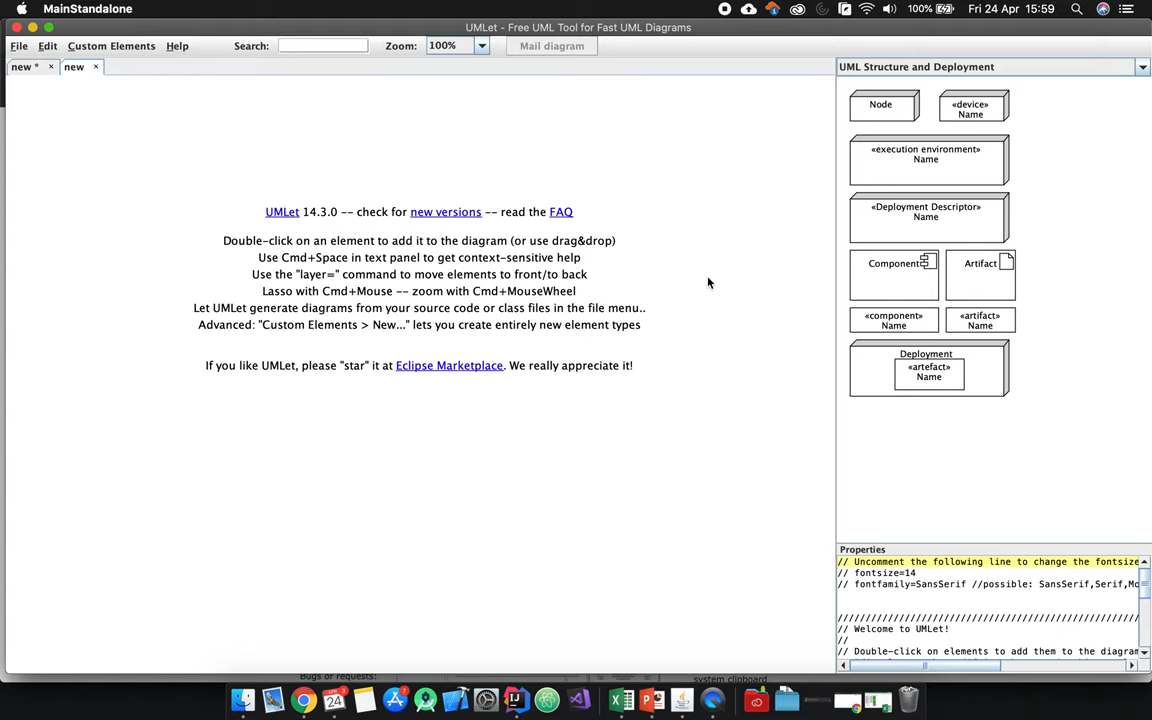 MainStandalone
100%
Fri 24 Apr 15:59
UMLet - Free UML Tool for Fast UML Diagrams
File Edit Custom Elements Help Search: Zoom: 100% Mail diagram
new * × new ×
UML Structure and Deployment
Node
«device»
Name
«execution environment»
Name
«Deployment Descriptor»
Name
Component
Artifact
«component»
Name
«artifact»
Name
Deployment
«artefact»
Name
UMLet 14.3.0 -- check for new versions -- read the FAQ
Double-click on an element to add it to the diagram (or use drag&drop)
Use Cmd+Space in text panel to get context-sensitive help
Use the "layer=" command to move elements to front/to back
Lasso with Cmd+Mouse -- zoom with Cmd+MouseWheel
Let UMLet generate diagrams from your source code or class files in the file menu..
Advanced: "Custom Elements > New..." lets you create entirely new element types
If you like UMLet, please "star" it at Eclipse Marketplace. We really appreciate it!
Properties
// Uncomment the following line to change the fontsize
// fontsize=14
// fontfamily=SansSerif //possible: SansSerif,Serif,Mo
//////////////////////////////////////////////////
// Welcome to UMLet!
//
// Double-click on elements to add them to the diagram
Bugs or requests:
system clipboard
24